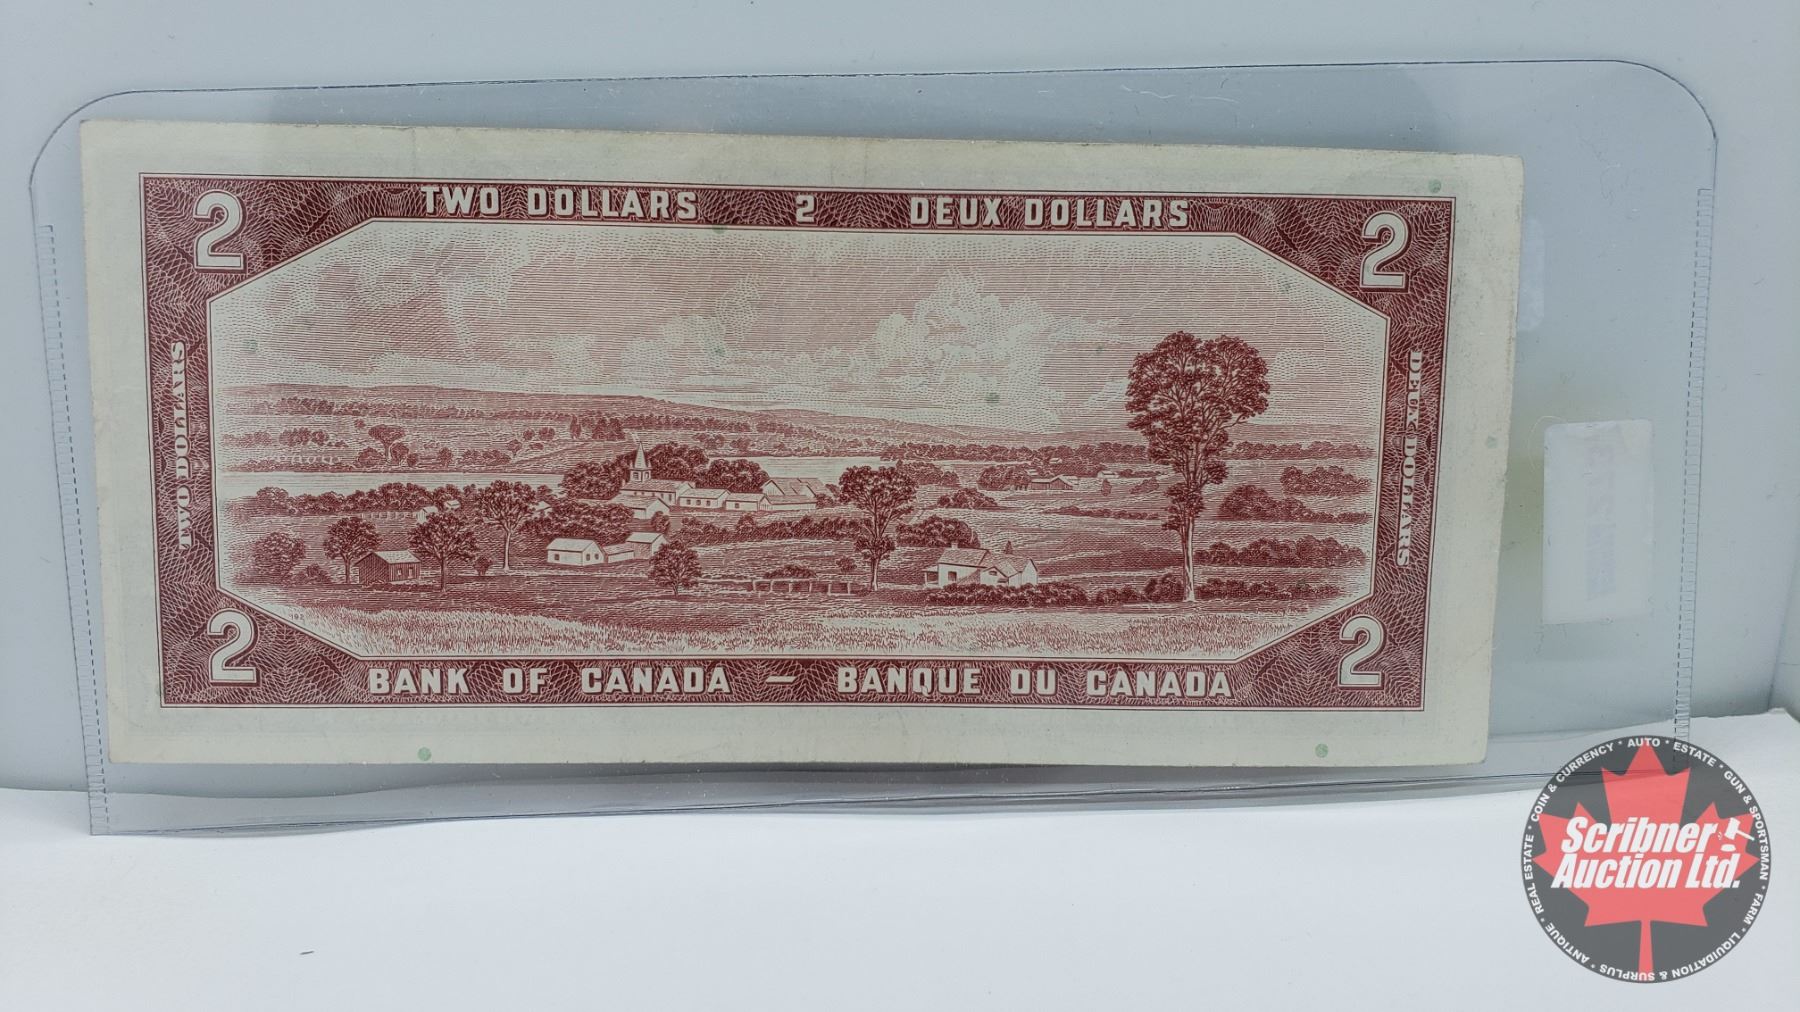 TWO DOLLARS 2 DEUX DOLLARS
2 2
TWO DOLLARS
DEUX DOLLARS
2 2
BANK OF CANADA — BANQUE DU CANADA
COIN & CURRENCY * AUTO * ESTATE * GUN & SPORTSMAN * FARM * LIQUIDATION & SURPLUS * ANTIQUE * REAL ESTATE *
Scribner
Auction Ltd.